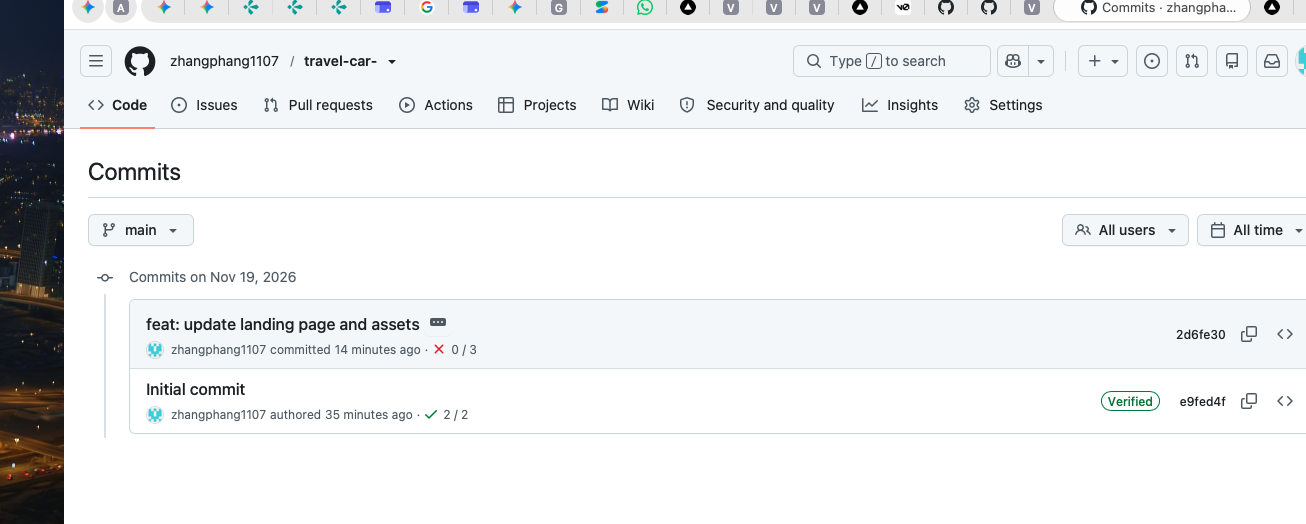 A
G
V
V
V
v0
V
Commits · zhangpha...
zhangphang1107 / travel-car-
Type / to search
Code
Issues
Pull requests
Actions
Projects
Wiki
Security and quality
Insights
Settings
Commits
main
All users
All time
Commits on Nov 19, 2026
feat: update landing page and assets
2d6fe30
zhangphang1107 committed 14 minutes ago · 0 / 3
Initial commit
Verified
e9fed4f
zhangphang1107 authored 35 minutes ago · 2 / 2